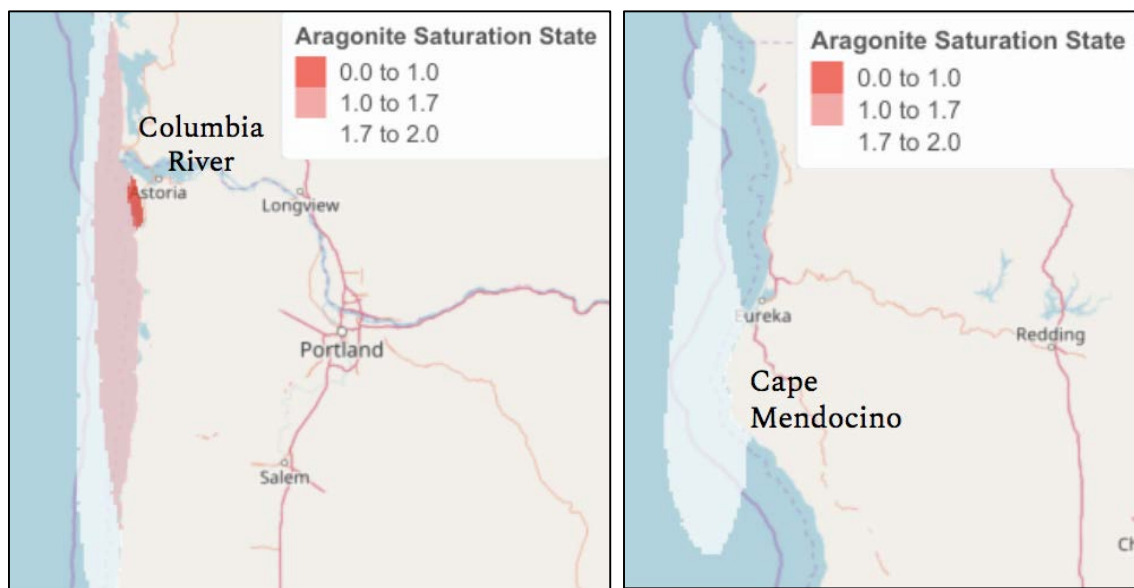 Aragonite Saturation State
0.0 to 1.0
1.0 to 1.7
1.7 to 2.0
Columbia
River
Astoria
Longview
Portland
Salem
Aragonite Saturation State
0.0 to 1.0
1.0 to 1.7
1.7 to 2.0
Eureka
Redding
Cape
Mendocino
Ch